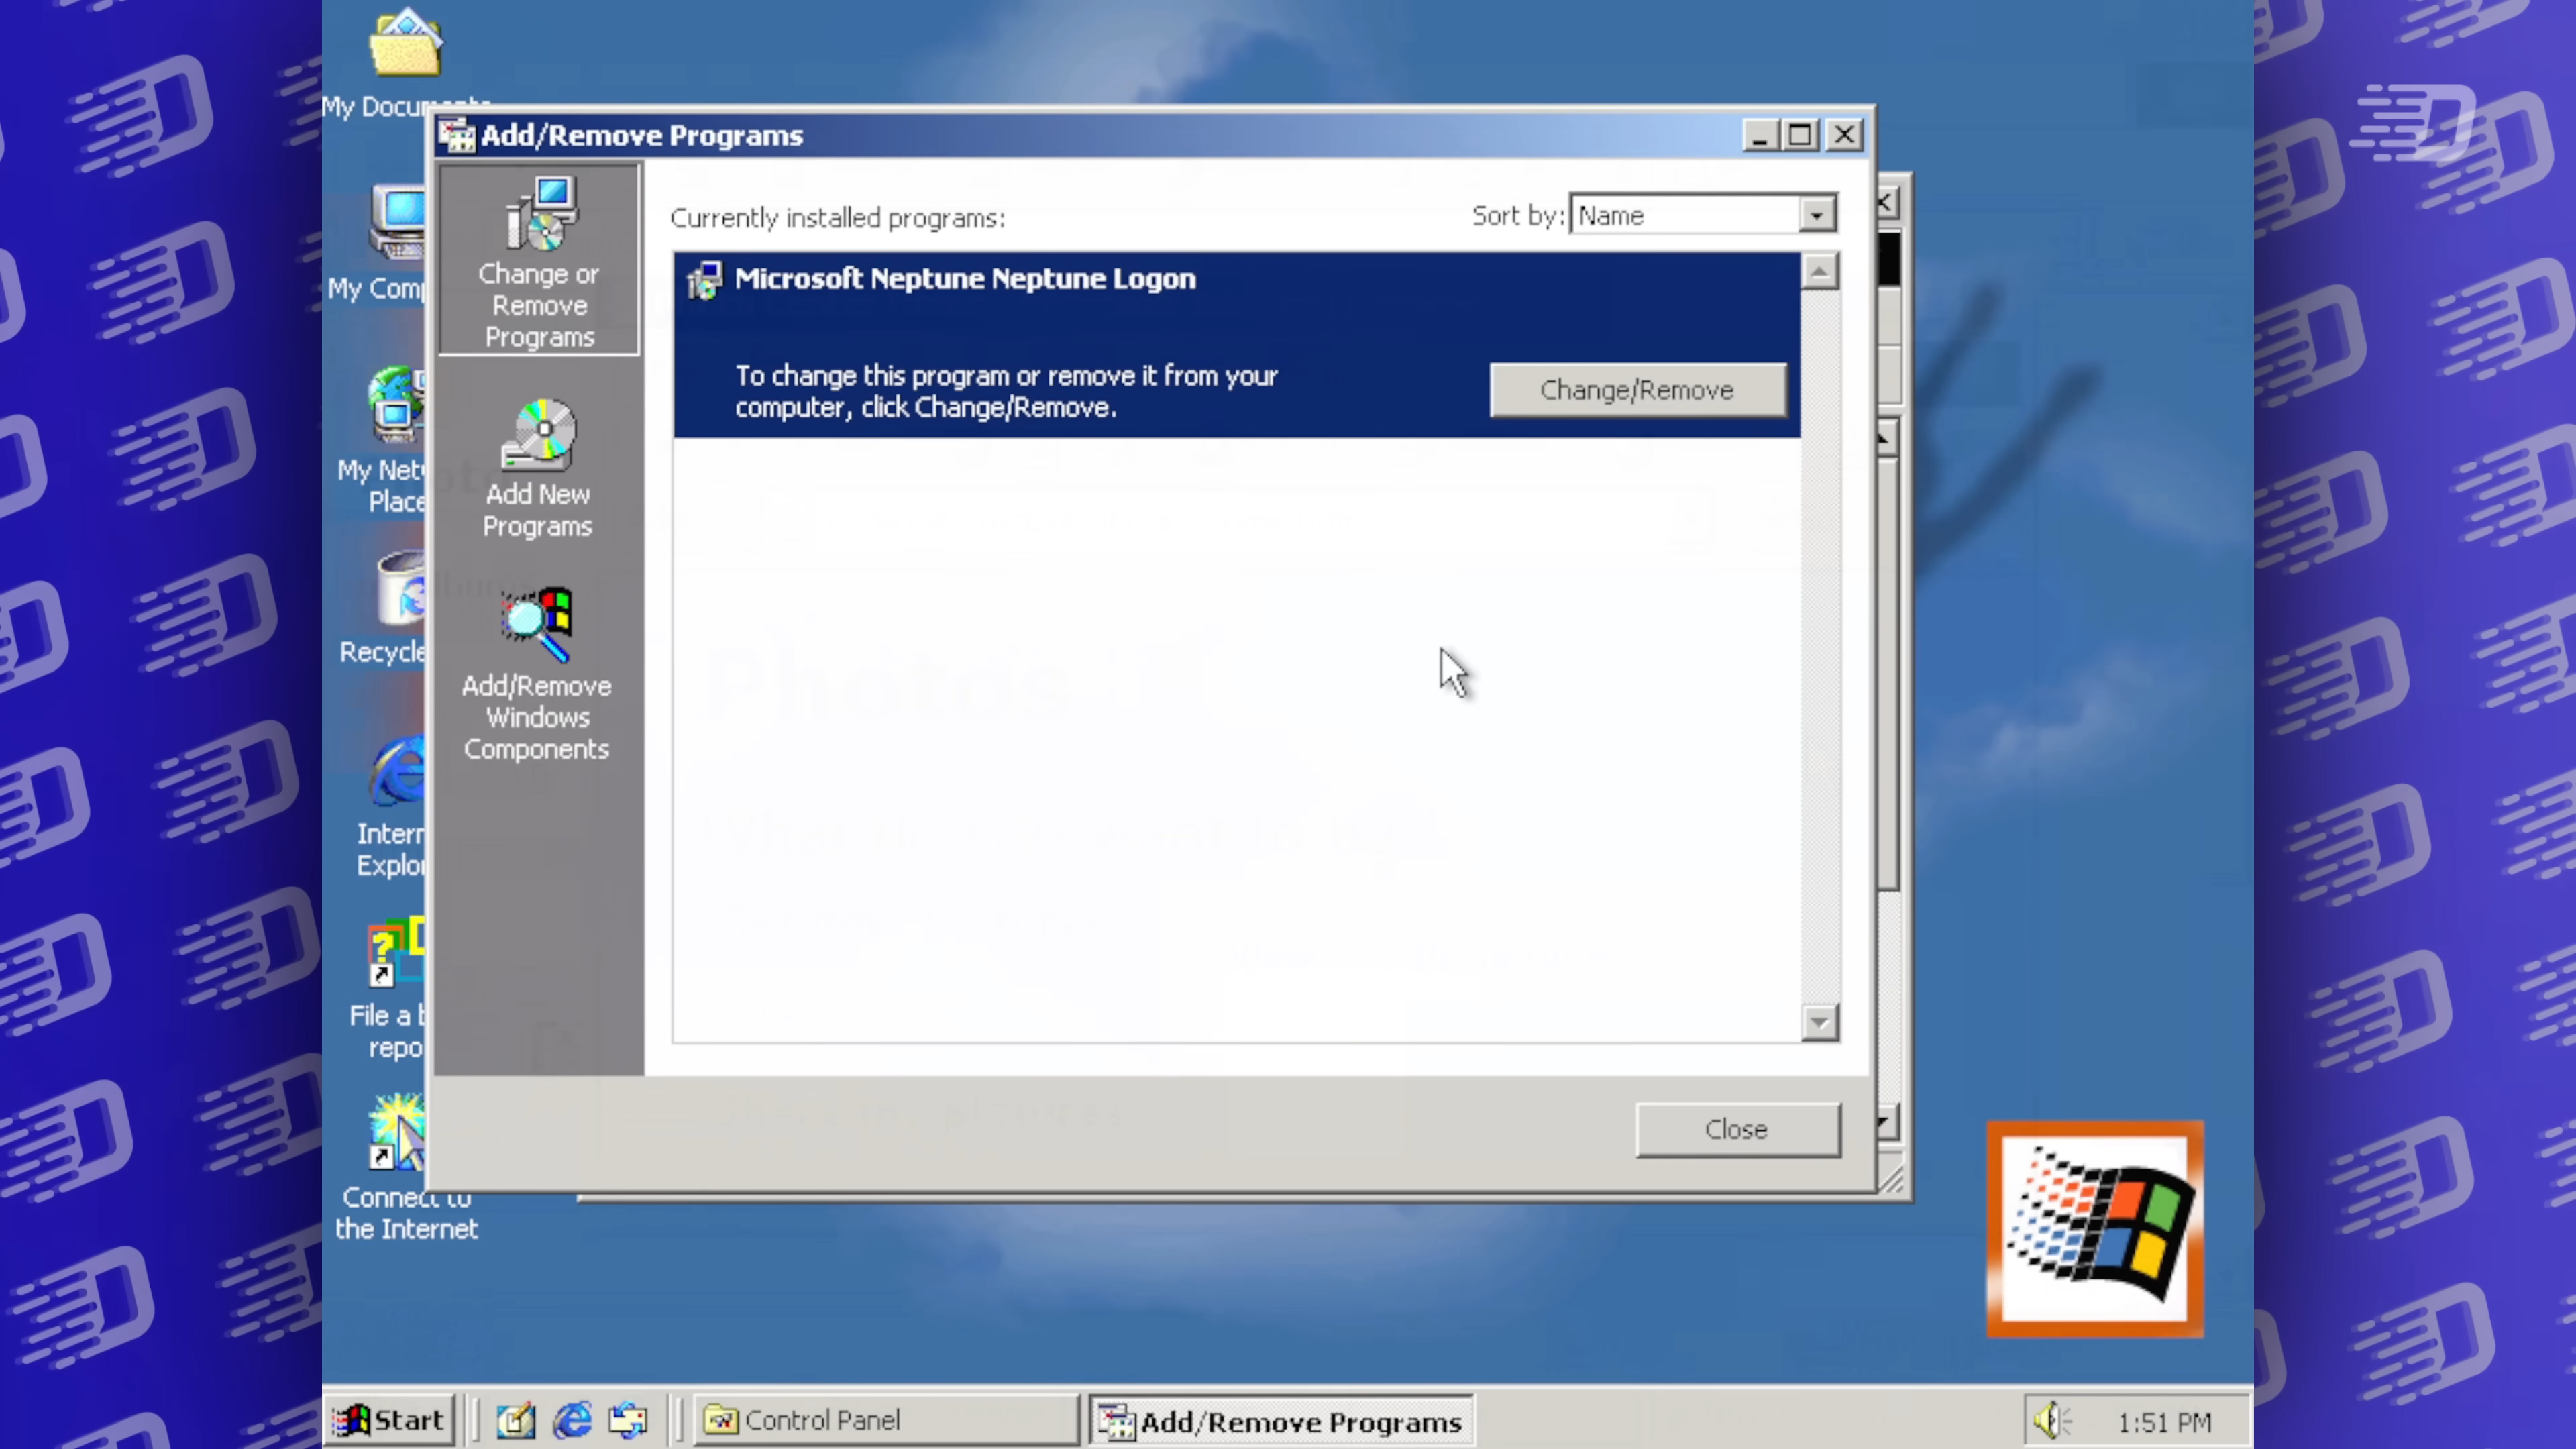 My Docu
Add/Remove Programs
Change or
Remove
Programs
Currently installed programs:
Sort by: Name
Microsoft Neptune Neptune Logon
To change this program or remove it from your
computer, click Change/Remove.
Change/Remove
My Com
My Net
Place
Add New
Programs
Recycle
Add/Remove
Windows
Components
Photos
Intern
Explo
File a b
repo
Connect to
the Internet
Close
Start
Control Panel
Add/Remove Programs
1:51 PM